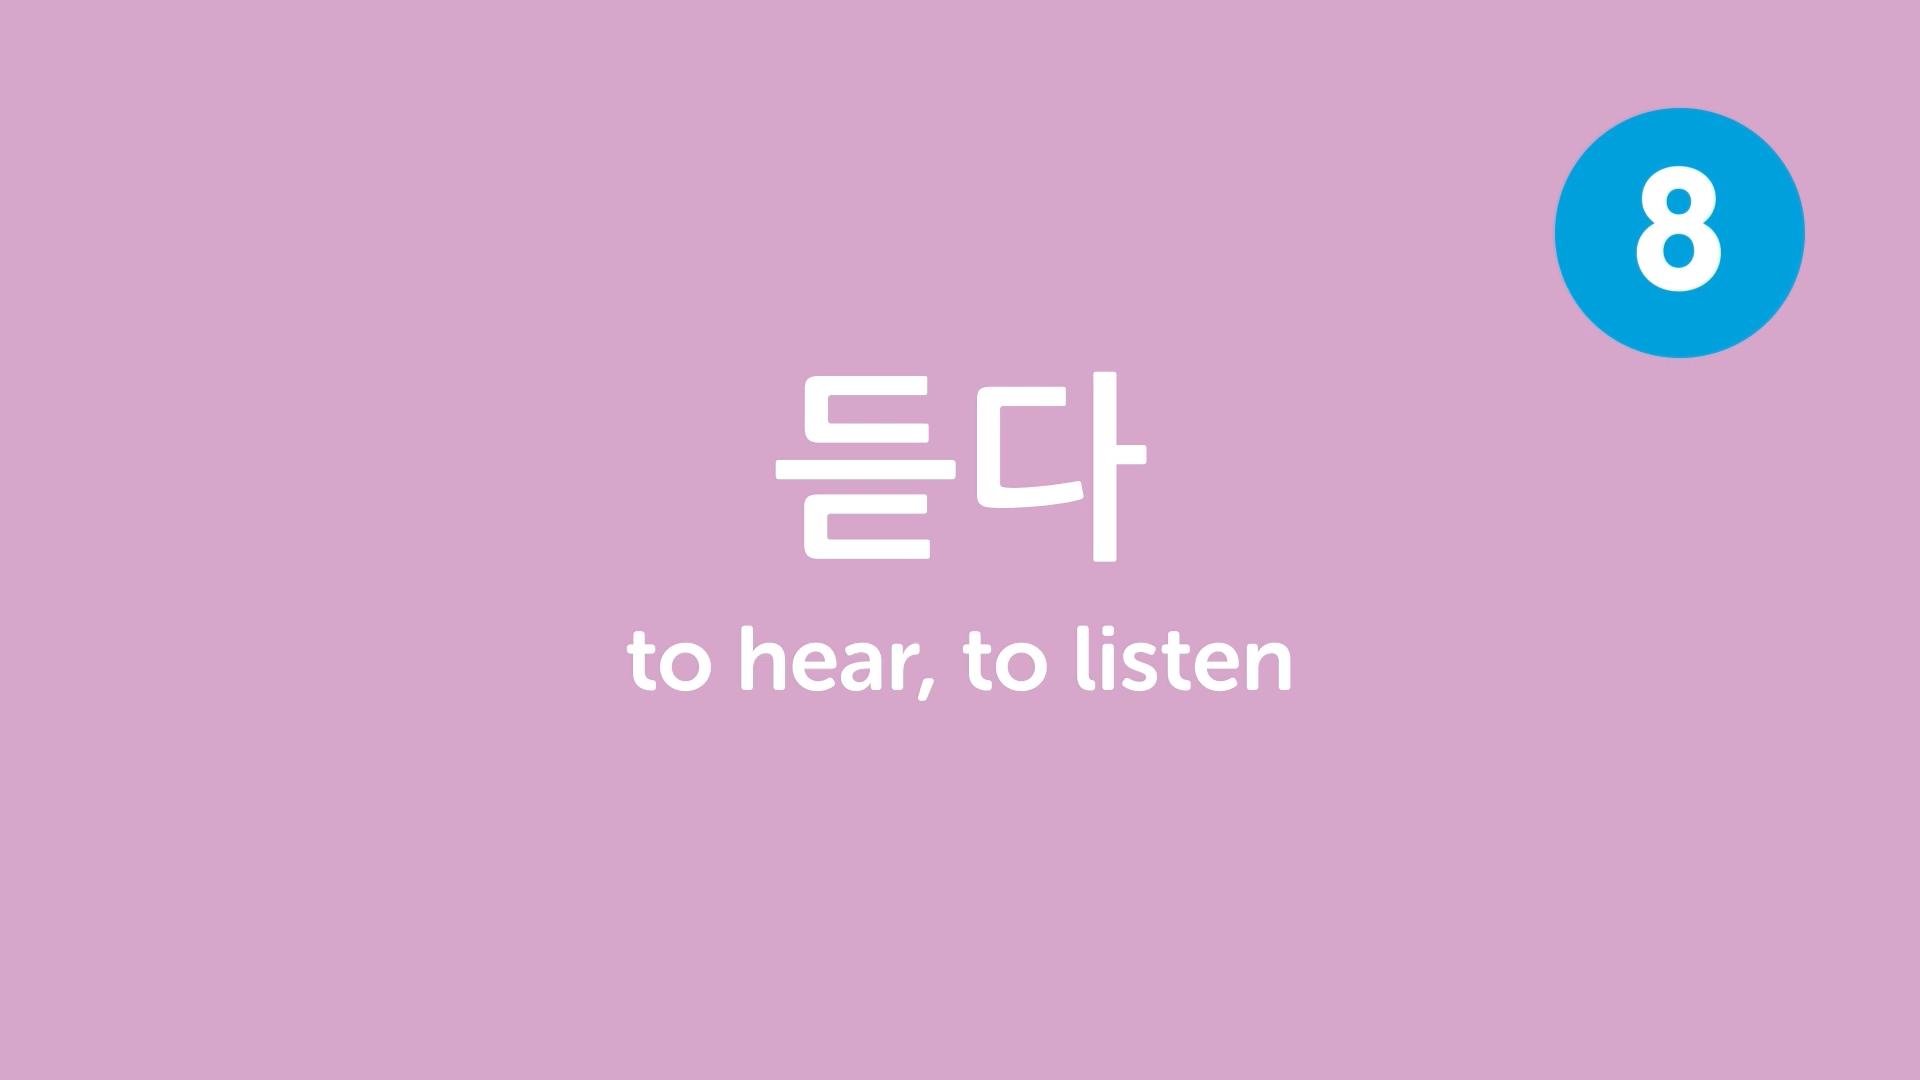 8
듣다
to hear, to listen